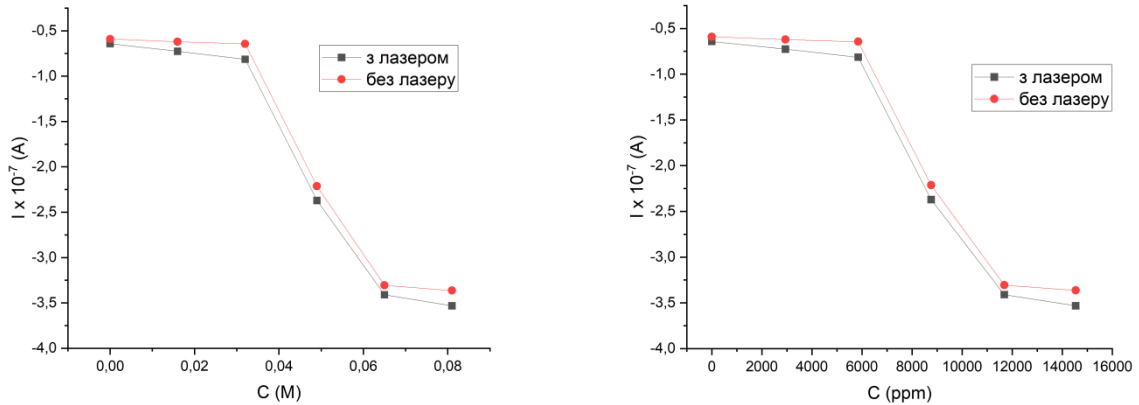 -0,5
-1,0
-1,5
-2,0
-2,5
-3,0
-3,5
-4,0
I x 10⁻⁷ (A)
з лазером
без лазеру
0,00 0,02 0,04 0,06 0,08
C (M)
-0,5
-1,0
-1,5
-2,0
-2,5
-3,0
-3,5
-4,0
I x 10⁻⁷ (A)
з лазером
без лазеру
0 2000 4000 6000 8000 10000 12000 14000 16000
C (ppm)